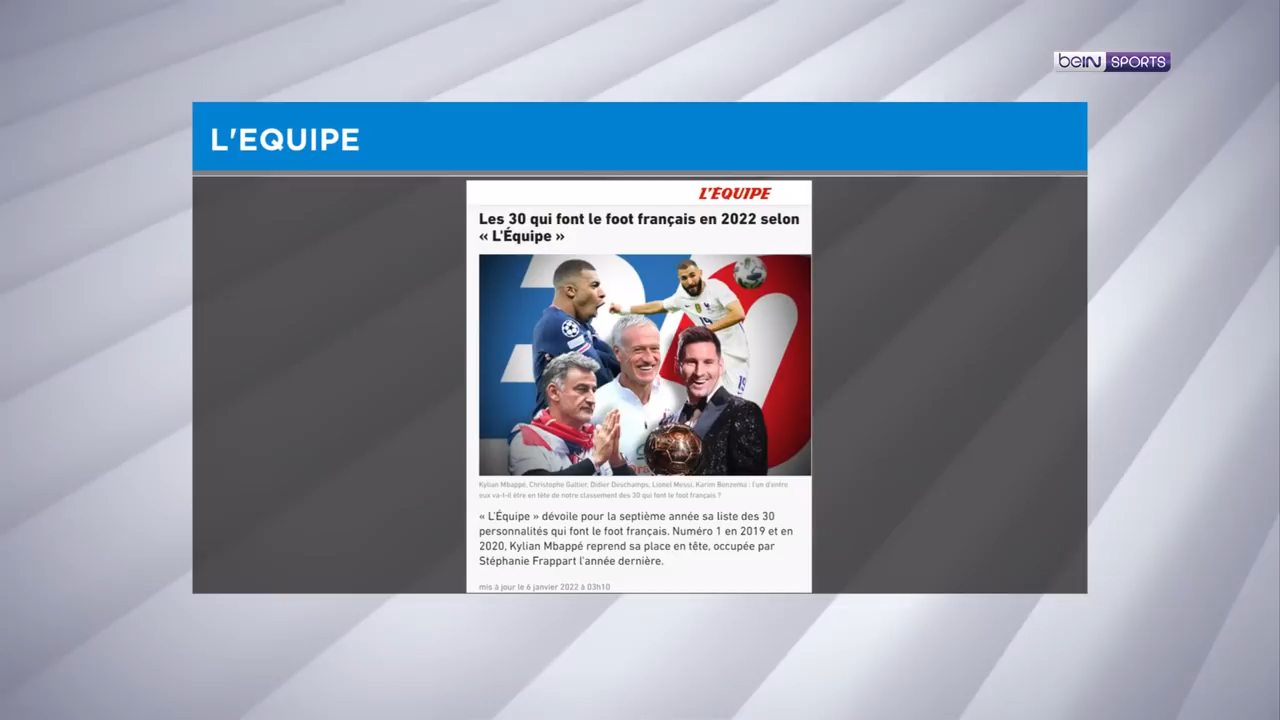 beIN SPORTS
L'EQUIPE
L'ÉQUIPE
Les 30 qui font le foot français en 2022 selon
« L'Équipe »
19
19
Kylian Mbappé, Christophe Galtier, Didier Deschamps, Lionel Messi, Karim Benzema : l'un d'entre
eux va-t-il être en tête de notre classement des 30 qui font le foot français ?
« L'Équipe » dévoile pour la septième année sa liste des 30
personnalités qui font le foot français. Numéro 1 en 2019 et en
2020, Kylian Mbappé reprend sa place en tête, occupée par
Stéphanie Frappart l'année dernière.
mis à jour le 6 janvier 2022 à 03h10